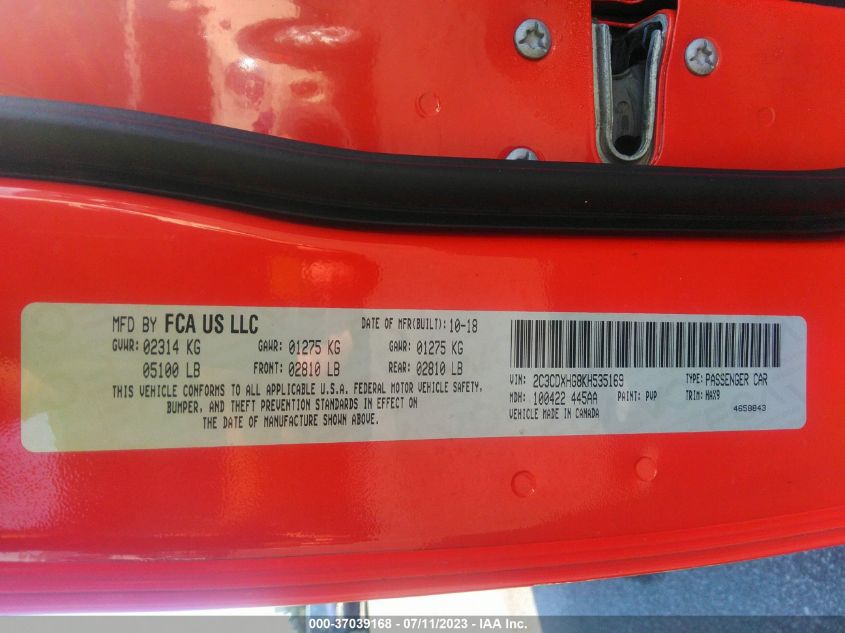 MFD BY FCA US LLC DATE OF MFR(BUILT): 10-18
GVWR: 02314 KG GAWR: 01275 KG GAWR: 01275 KG
05100 LB FRONT: 02810 LB REAR: 02810 LB
THIS VEHICLE CONFORMS TO ALL APPLICABLE U.S.A. FEDERAL MOTOR VEHICLE SAFETY,
BUMPER, AND THEFT PREVENTION STANDARDS IN EFFECT ON
THE DATE OF MANUFACTURE SHOWN ABOVE.
VIN: 2C3CDXHG8KH535169 TYPE: PASSENGER CAR
MDH: 100422 445AA PAINT: PVP TRIM: HAX9
VEHICLE MADE IN CANADA 4659843
000-37039168 - 07/11/2023 - IAA Inc.